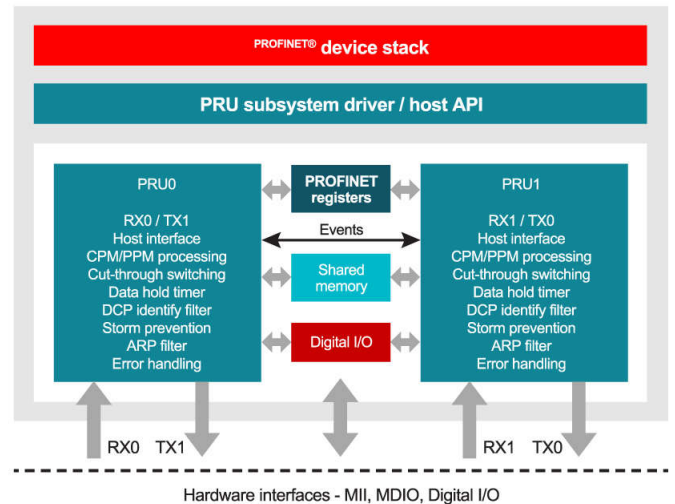 PROFINET® device stack
PRU subsystem driver / host API
PRU0
RX0 / TX1
Host interface
CPM/PPM processing
Cut-through switching
Data hold timer
DCP identify filter
Storm prevention
ARP filter
Error handling
PROFINET
registers
Events
Shared
memory
Digital I/O
PRU1
RX1 / TX0
Host interface
CPM/PPM processing
Cut-through switching
Data hold timer
DCP identify filter
Storm prevention
ARP filter
Error handling
RX0 TX1
RX1 TX0
Hardware interfaces - MII, MDIO, Digital I/O